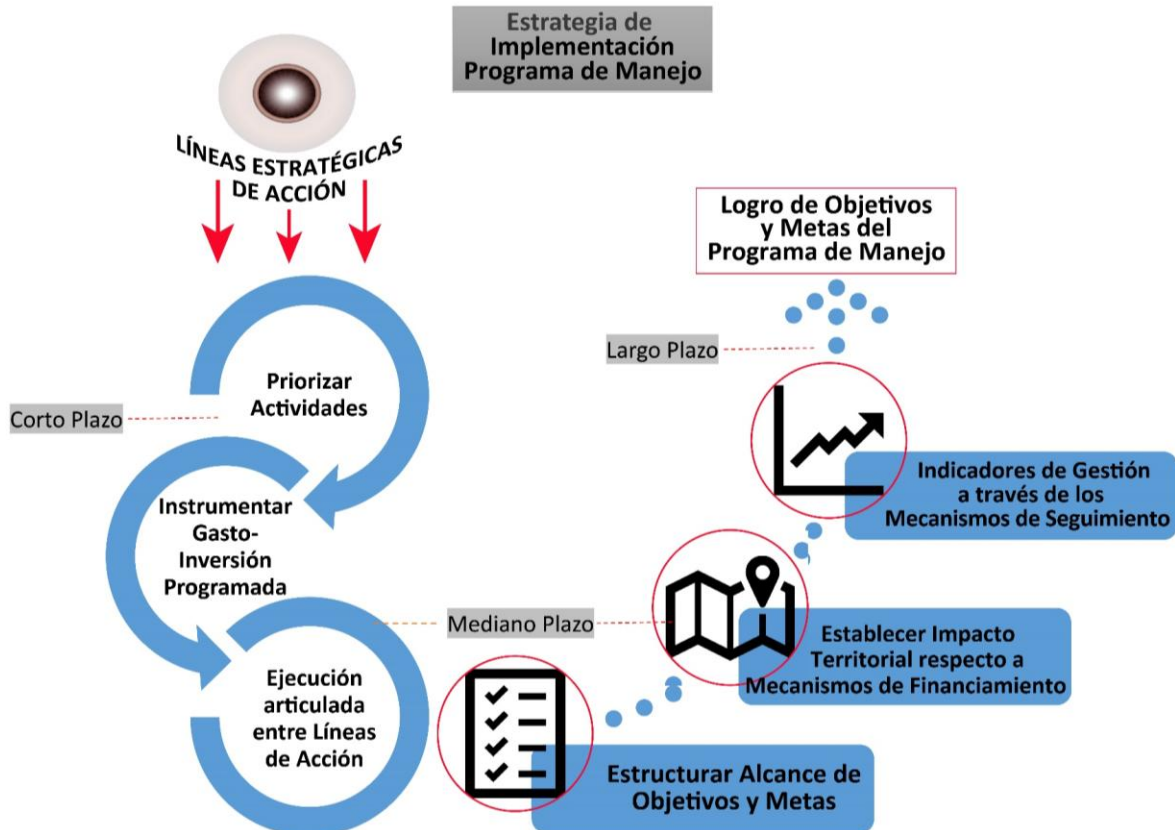 Estrategia de
Implementación
Programa de Manejo
LÍNEAS ESTRATÉGICAS
DE ACCIÓN
Logro de Objetivos
y Metas del
Programa de Manejo
Largo Plazo
Priorizar
Actividades
Corto Plazo
Indicadores de Gestión
a través de los
Mecanismos de Seguimiento
Instrumentar
Gasto-
Inversión
Programada
Mediano Plazo
Establecer Impacto
Territorial respecto a
Mecanismos de Financiamiento
Ejecución
articulada
entre Líneas
de Acción
Estructurar Alcance de
Objetivos y Metas